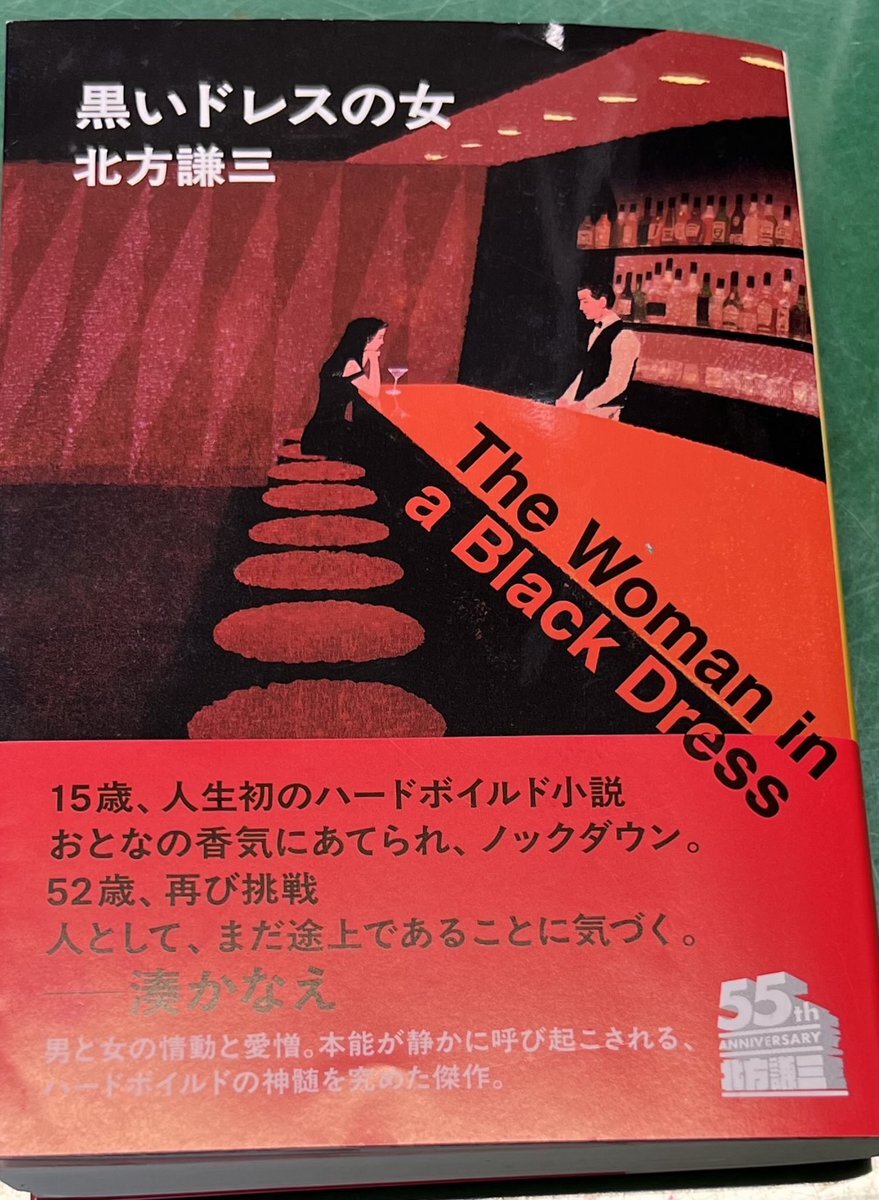 黒いドレスの女
北方謙三
The Woman in
a Black Dress
15歳、人生初のハードボイルド小説
おとなの香気にあてられ、ノックダウン。
52歳、再び挑戦
人として、まだ途上であることに気づく。
——湊かなえ
男と女の情動と愛憎。本能が静かに呼び起こされる、
ハードボイルドの神髄を究めた傑作。
55th
ANNIVERSARY
北方謙三